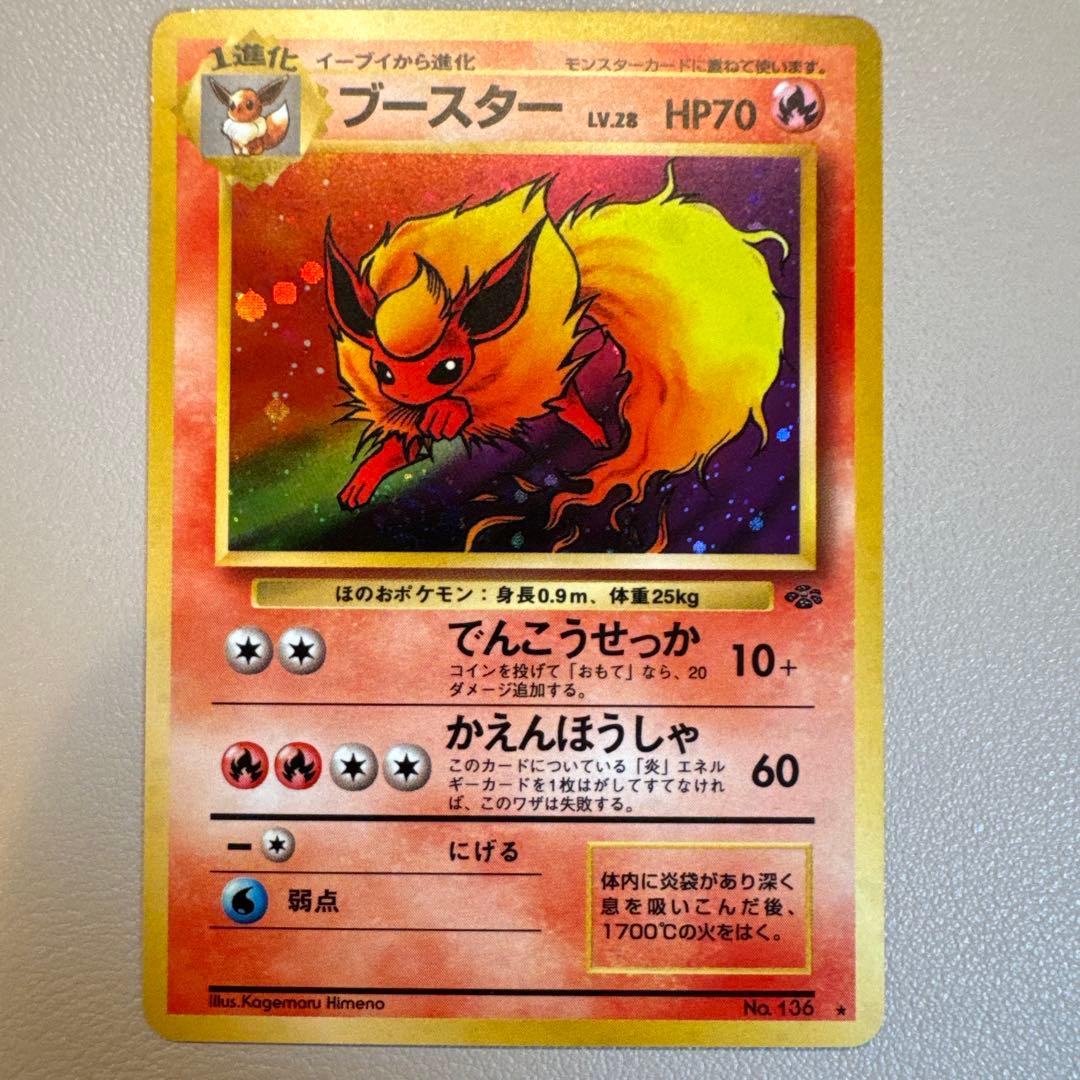 1進化 イーブイから進化 モンスターカードに重ねて使います。
ブースター LV.28 HP70
ほのおポケモン：身長0.9m、体重25kg
でんこうせっか 10+
コインを投げて「おもて」なら、20
ダメージ追加する。
かえんほうしゃ 60
このカードについている「炎」エネル
ギーカードを1枚はがしてすてなけれ
ば、このワザは失敗する。
ー にげる
弱点
体内に炎袋があり深く
息を吸いこんだ後、
1700℃の火をはく。
Illus.Kagemaru Himeno No. 136 ★